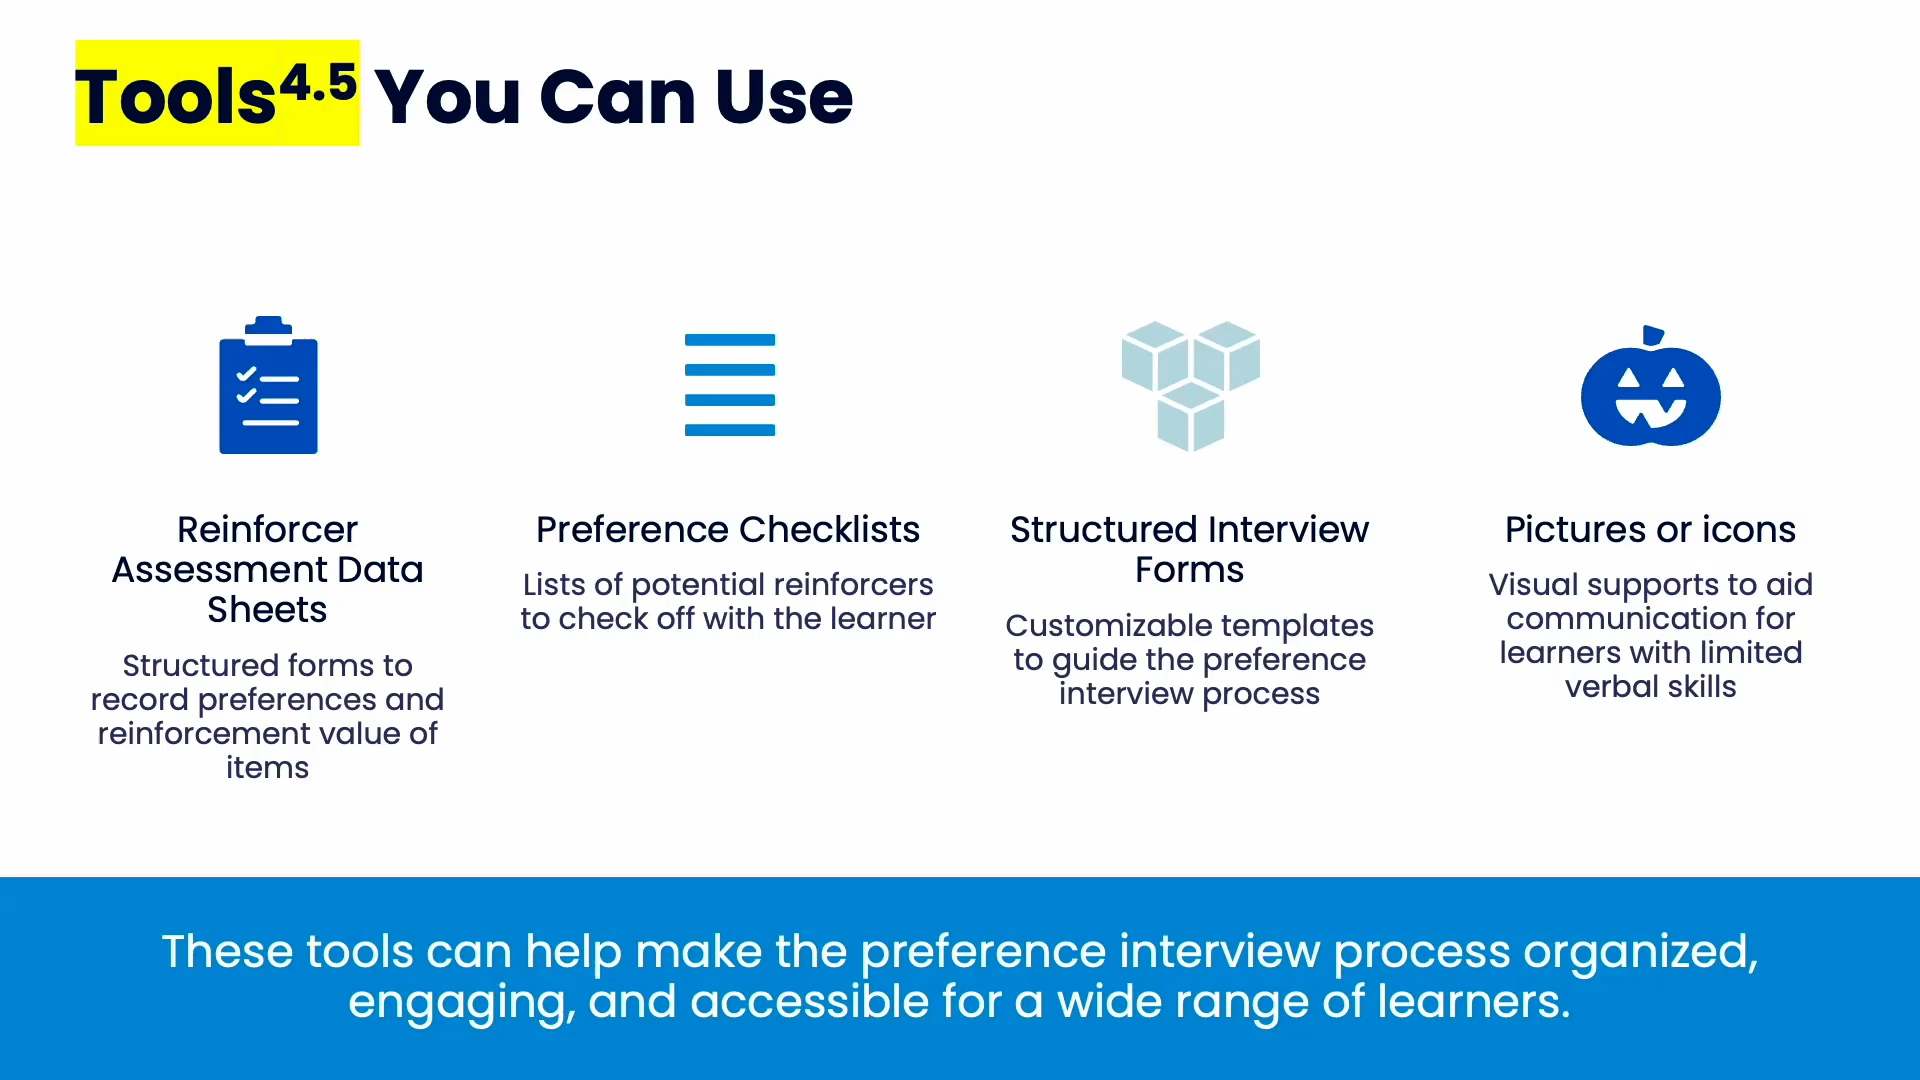 Tools4.5 You Can Use
Reinforcer
Assessment Data
Sheets
Structured forms to
record preferences and
reinforcement value of
items
Preference Checklists
Lists of potential reinforcers
to check off with the learner
Structured Interview
Forms
Customizable templates
to guide the preference
interview process
Pictures or icons
Visual supports to aid
communication for
learners with limited
verbal skills
These tools can help make the preference interview process organized,
engaging, and accessible for a wide range of learners.